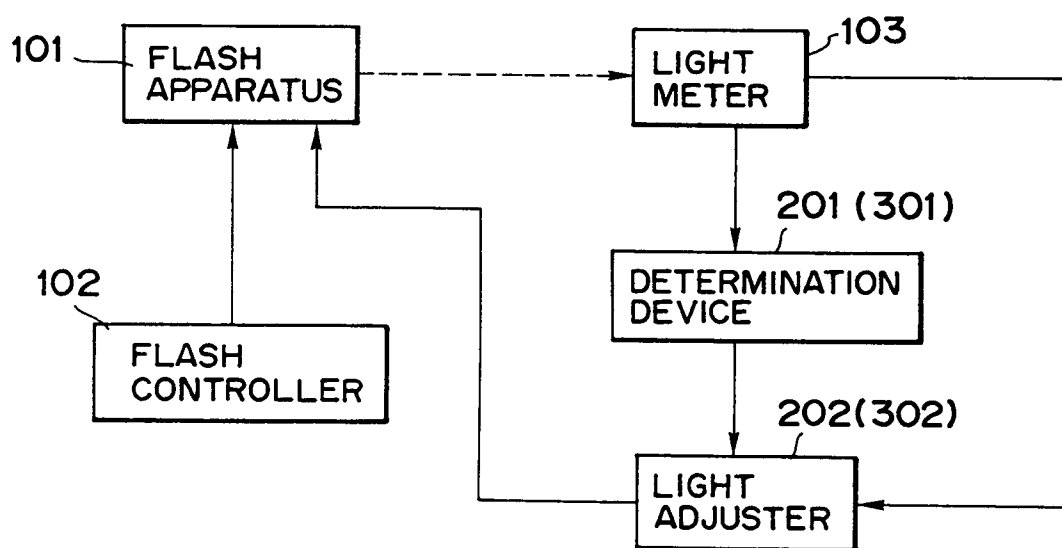 101
FLASH
APPARATUS
103
LIGHT
METER
201 (301)
DETERMINATION
DEVICE
102
FLASH
CONTROLLER
202(302)
LIGHT
ADJUSTER